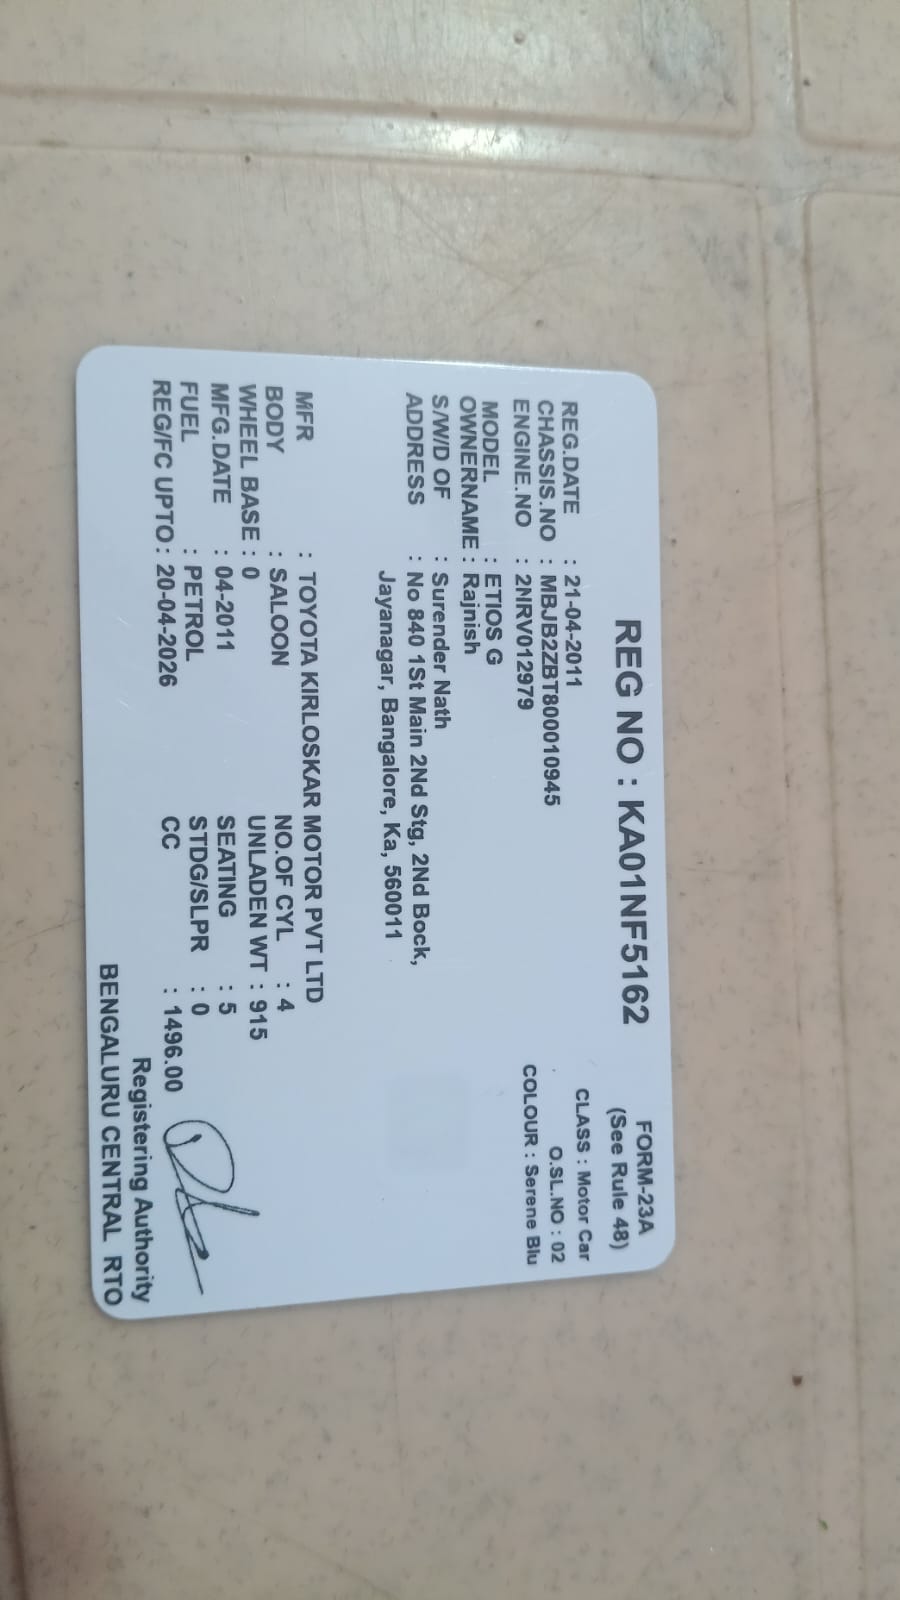 FORM-23A
REG NO : KA01NF5162 (See Rule 48)
REG.DATE : 21-04-2011 CLASS : Motor Car
CHASSIS.NO : MBJB2ZBT800010945 O.SL.NO : 02
ENGINE.NO : 2NRV012979 COLOUR : Serene Blu
MODEL : ETIOS G
OWNERNAME : Rajnish
S/W/D OF : Surender Nath
ADDRESS : No 840 1St Main 2Nd Stg, 2Nd Bock,
Jayanagar, Bangalore, Ka, 560011
MFR : TOYOTA KIRLOSKAR MOTOR PVT LTD
BODY : SALOON NO.OF CYL : 4
WHEEL BASE : 0 UNLADEN WT : 915
MFG.DATE : 04-2011 SEATING : 5
FUEL : PETROL STDG/SLPR : 0
REG/FC UPTO : 20-04-2026 CC : 1496.00
Registering Authority
BENGALURU CENTRAL RTO